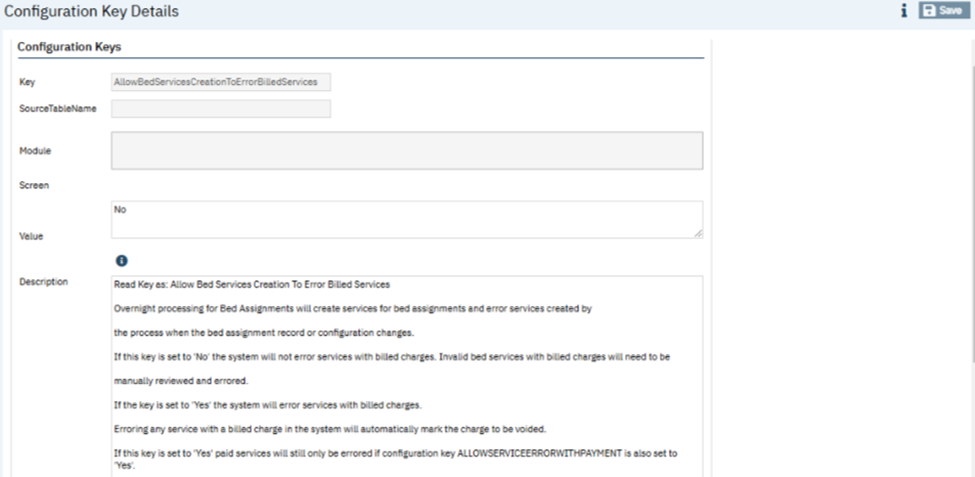 Configuration Key Details
i
Save
Configuration Keys
Key
AllowBedServicesCreationToErrorBilledServices
SourceTableName
Module
Screen
No
Value
i
Description
Read Key as: Allow Bed Services Creation To Error Billed Services
Overnight processing for Bed Assignments will create services for bed assignments and error services created by
the process when the bed assignment record or configuration changes.
If this key is set to 'No' the system will not error services with billed charges. Invalid bed services with billed charges will need to be
manually reviewed and errored.
If the key is set to 'Yes' the system will error services with billed charges.
Erroring any service with a billed charge in the system will automatically mark the charge to be voided.
If this key is set to 'Yes' paid services will still only be errored if configuration key ALLOWSERVICEERRORWITHPAYMENT is also set to
'Yes'.